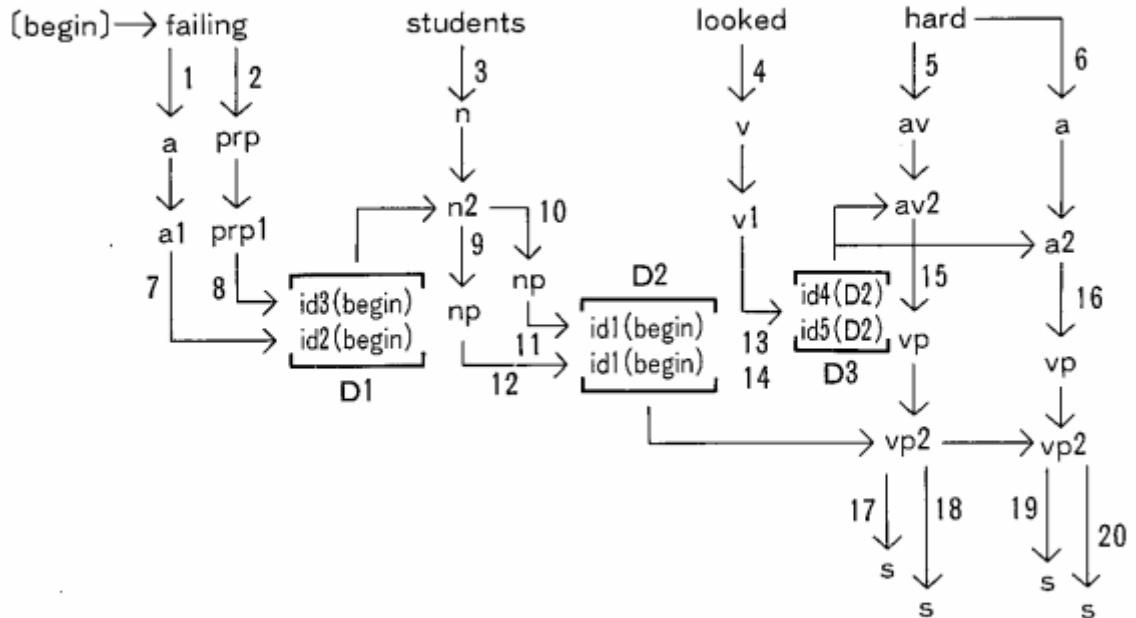 [begin] failing students looked hard
1 2 3 4 5 6
n
a prp v av a
n2 10 av2
a1 prp1 v1 a2
9
7 8 np D2 15
id3(begin) id1(begin) id4(D2) 16
np 13
id2(begin) 11 id1(begin) id5(D2) vp
D1 12 14 D3 vp
vp2 vp2
17 18 19 20
s s
s s